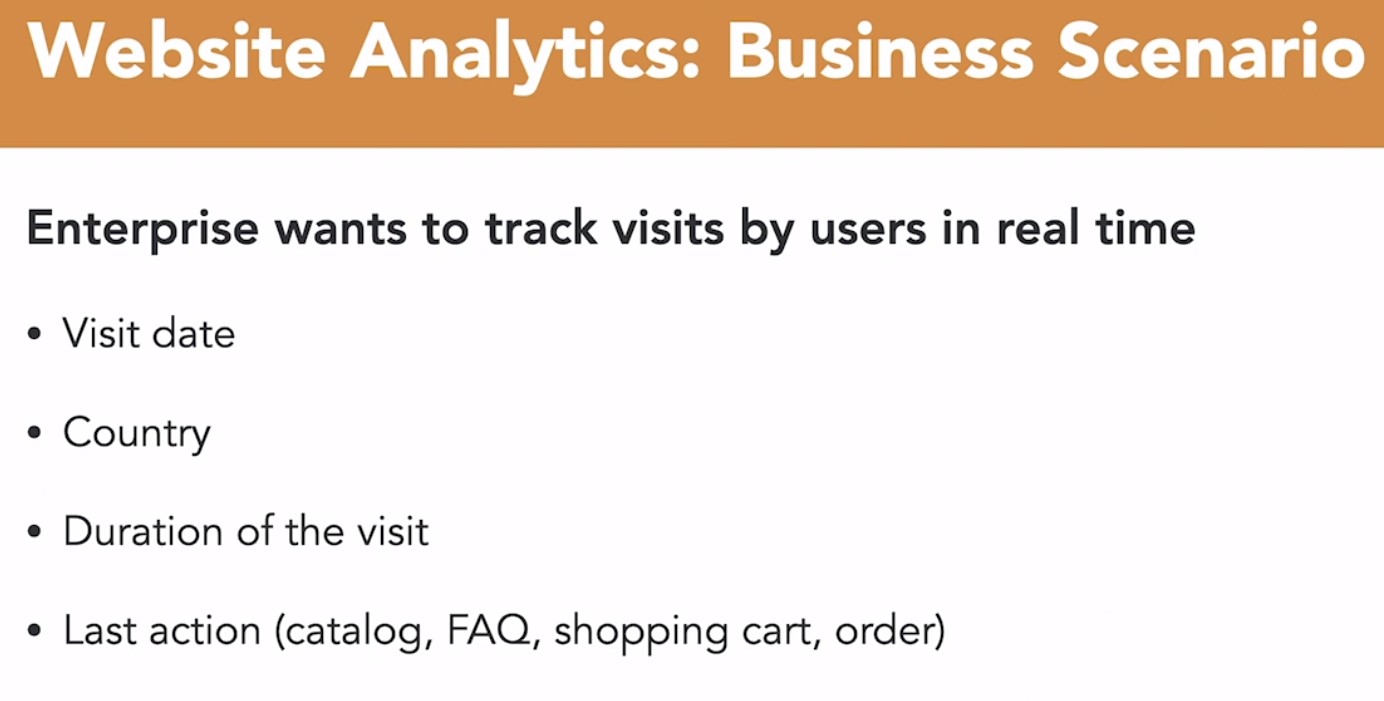 Website Analytics: Business Scenario
Enterprise wants to track visits by users in real time
• Visit date
• Country
• Duration of the visit
• Last action (catalog, FAQ, shopping cart, order)